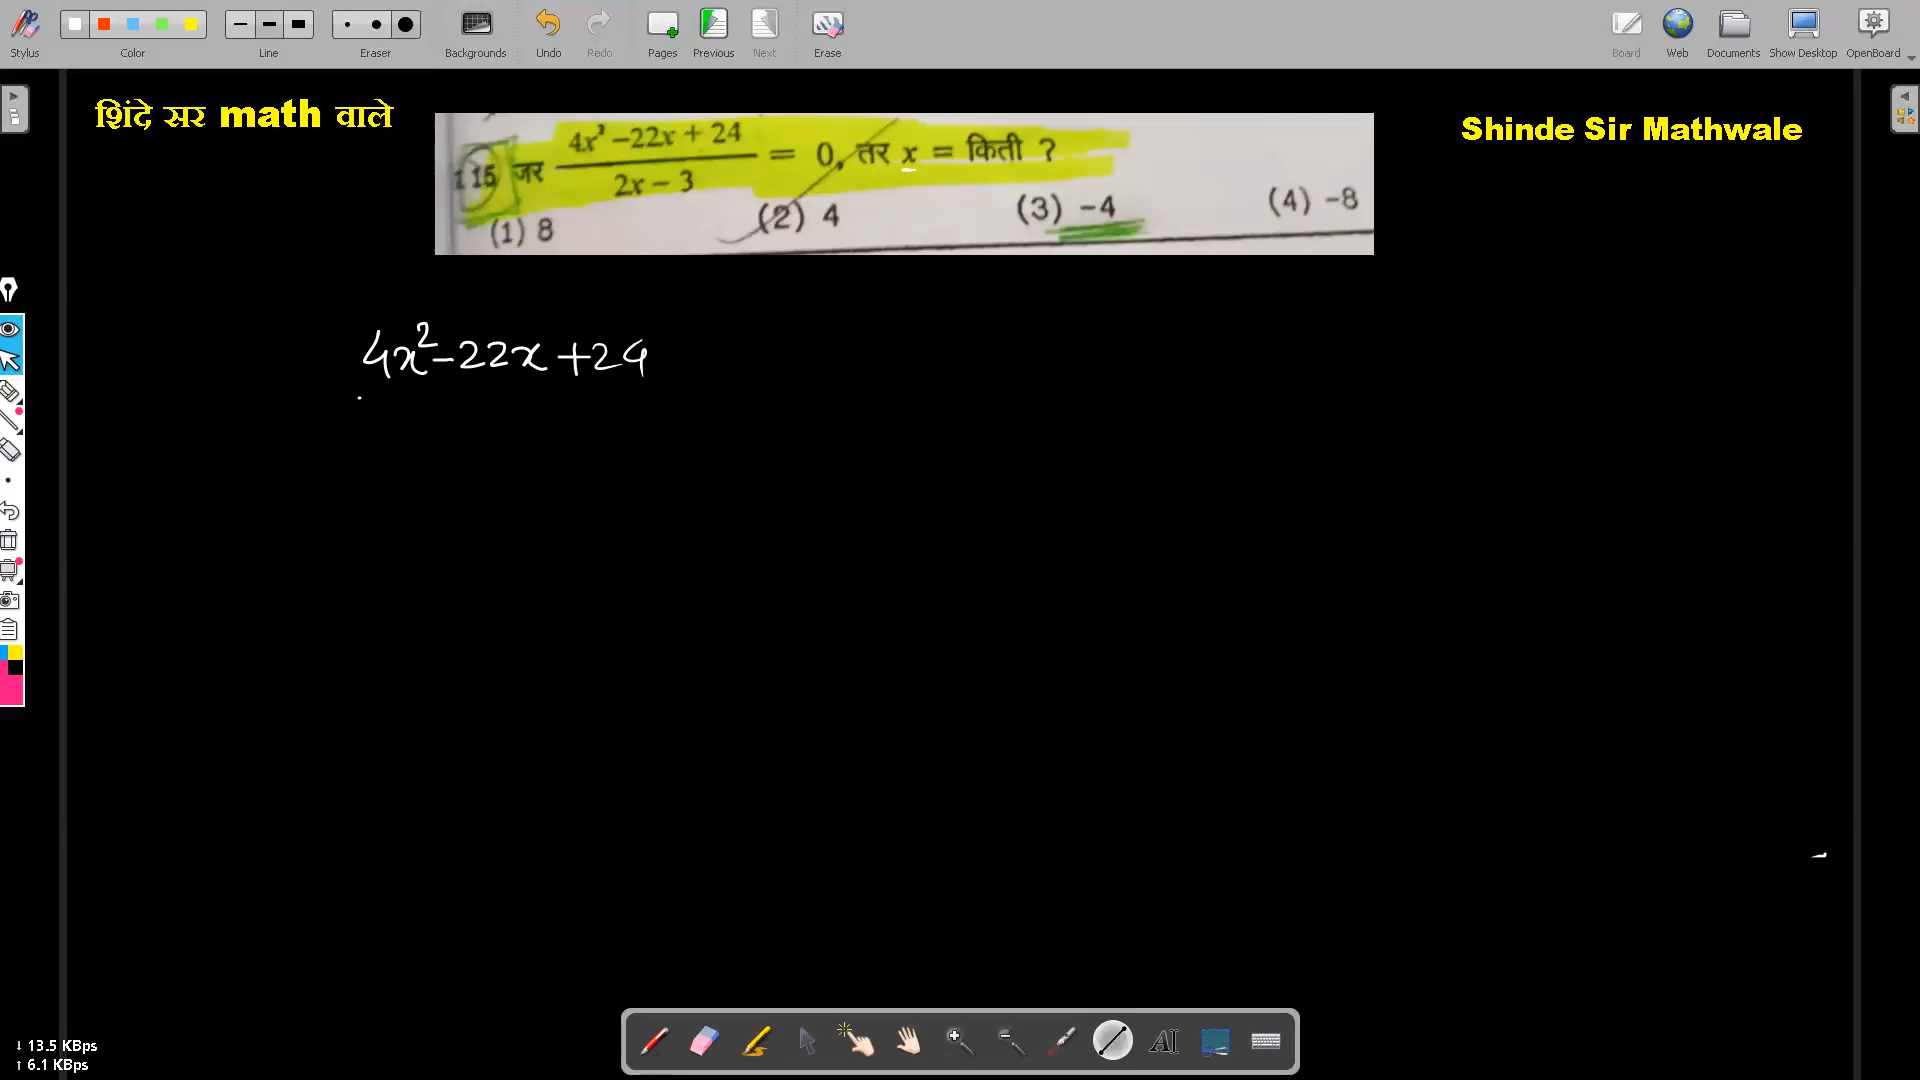 Stylus
Color
Line
Eraser
Backgrounds
Undo
Redo
Pages
Previous
Next
Erase
Board
Web
Documents
Show Desktop
OpenBoard
शिंदे सर math वाले
Shinde Sir Mathwale
115 जर (4x² −22x + 24)/(2x − 3) = 0, तर x = किती ?
(1) 8 (2) 4 (3) -4 (4) -8
4x²-22x+24
↓ 13.5 KBps
↑ 6.1 KBps